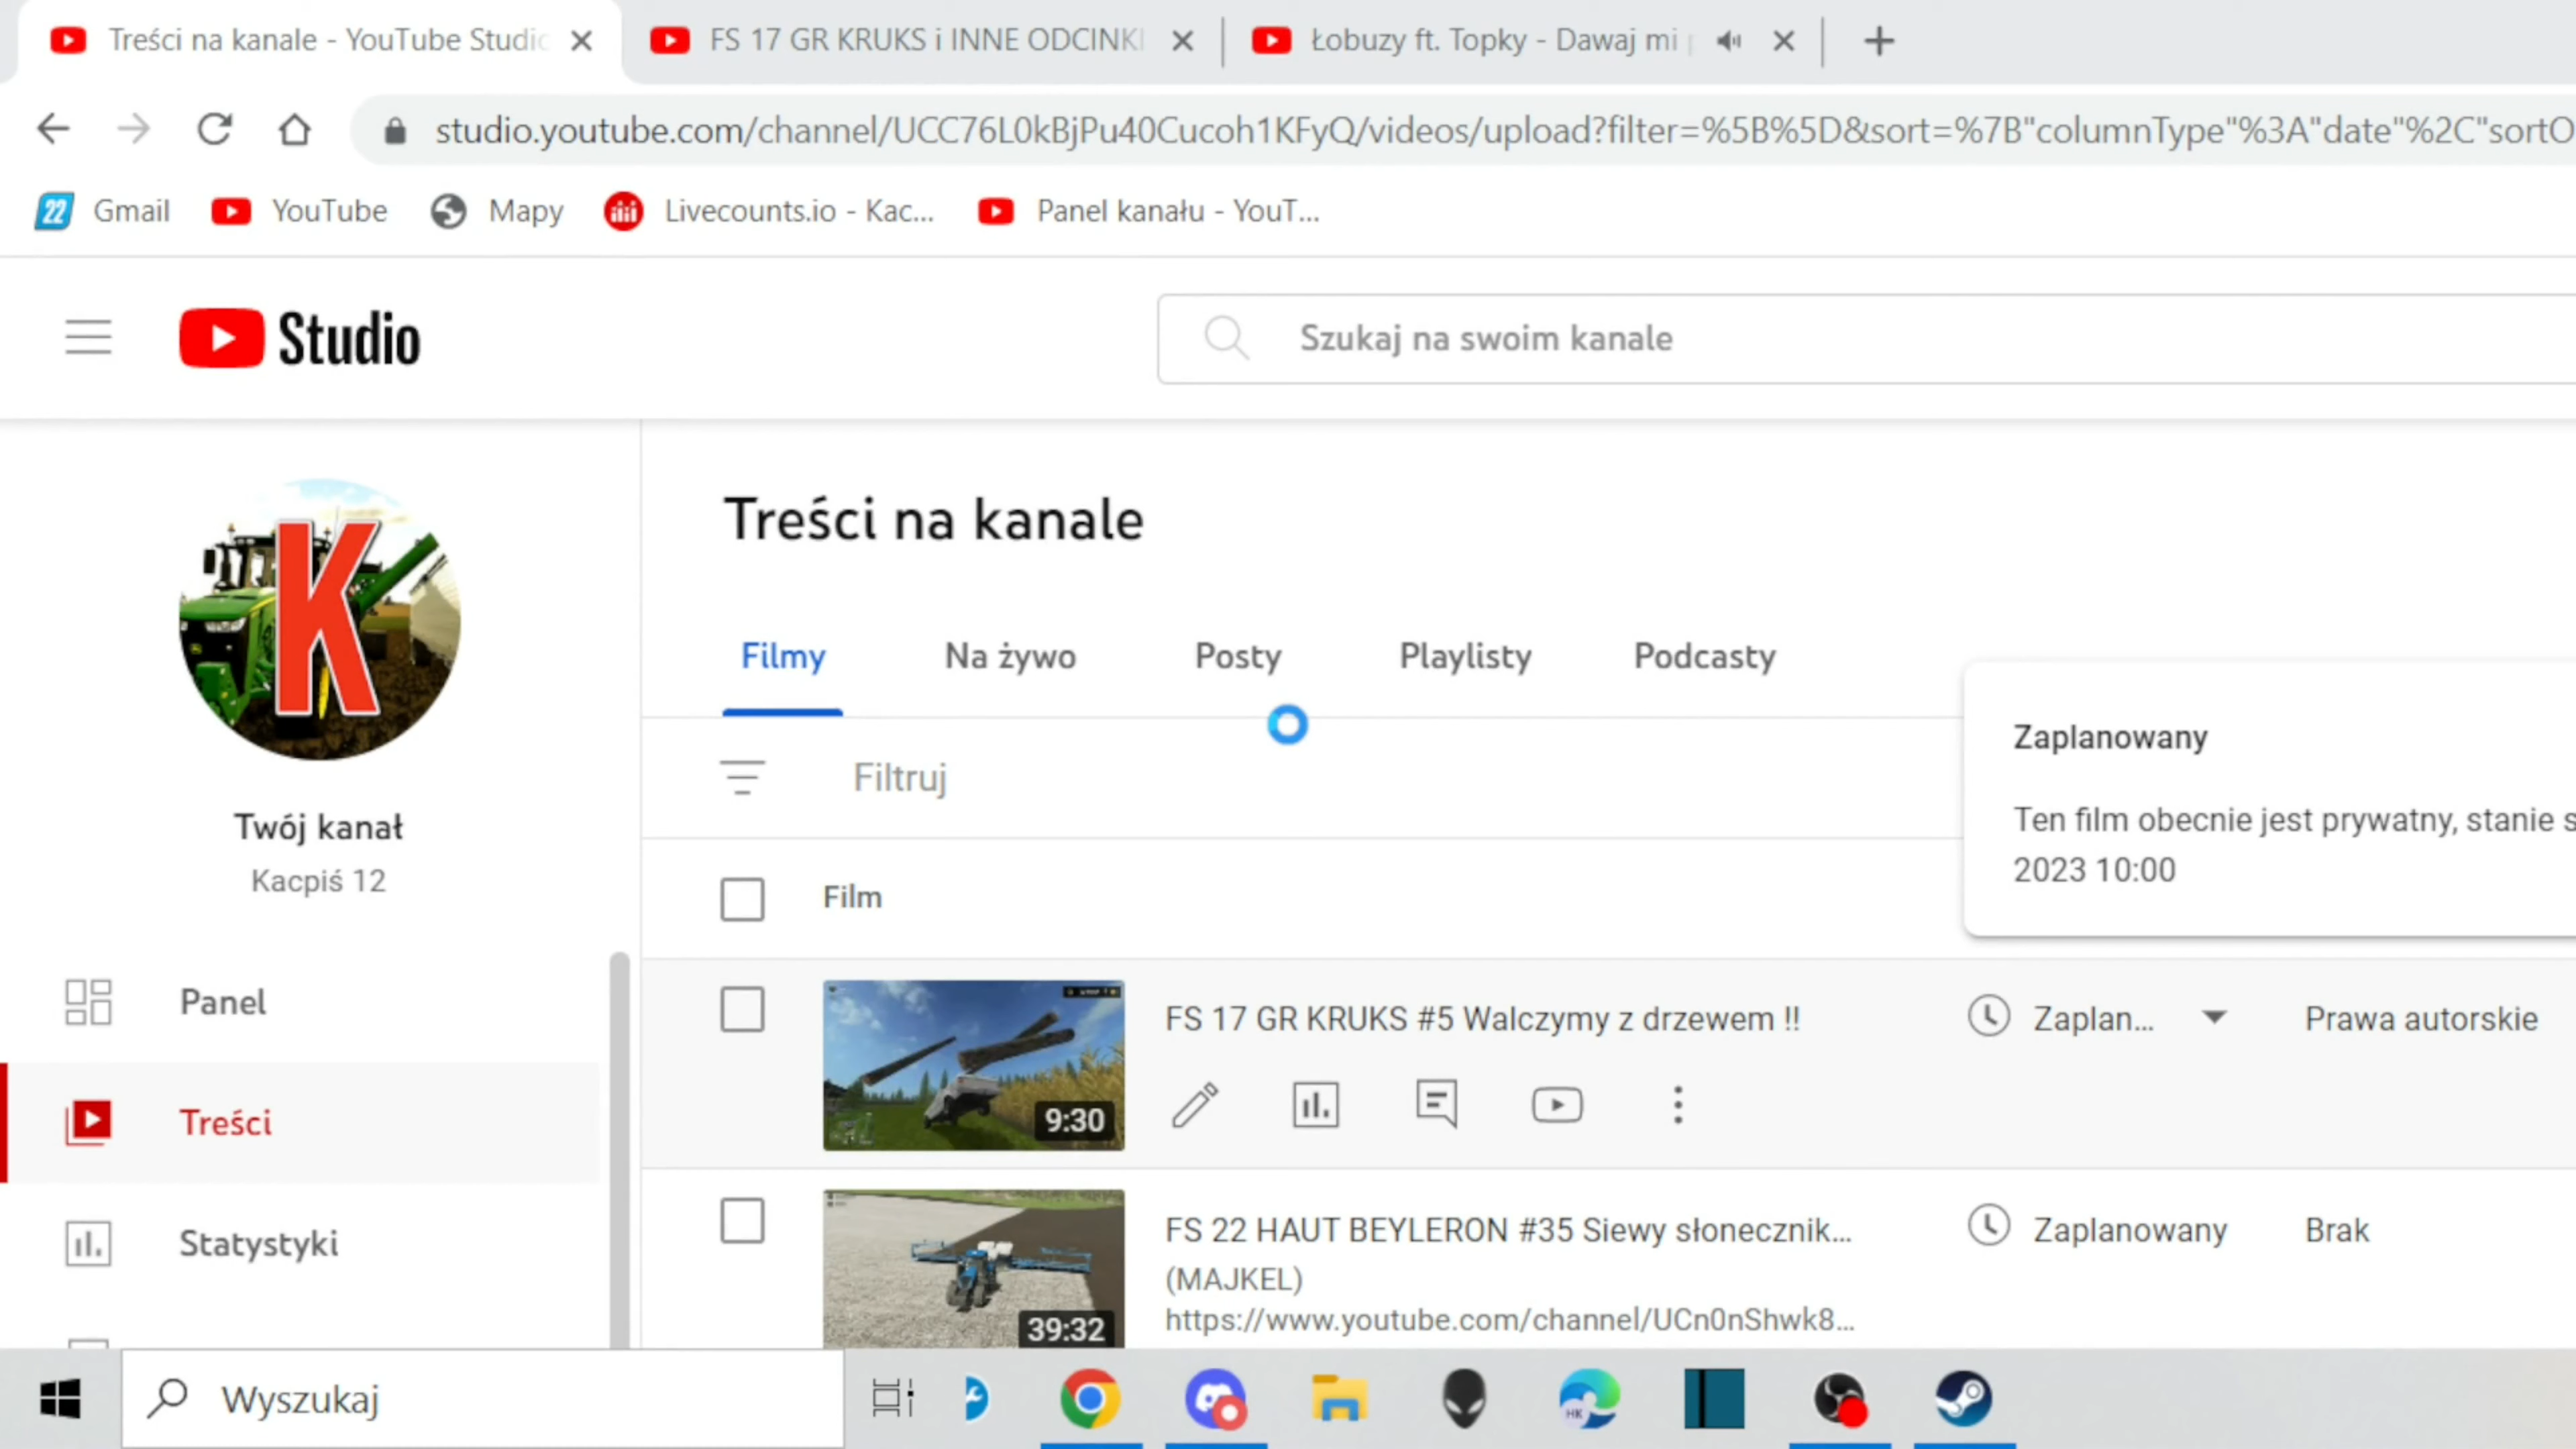 Treści na kanale - YouTube Studio
FS 17 GR KRUKS i INNE ODCINKI
Łobuzy ft. Topky - Dawaj mi
studio.youtube.com/channel/UCC76L0kBjPu40Cucoh1KFyQ/videos/upload?filter=%5B%5D&sort=%7B"columnType"%3A"date"%2C"sortO
22 Gmail
YouTube
Mapy
Livecounts.io - Kac...
Panel kanału - YouT...
Studio
Szukaj na swoim kanale
K
Twój kanał
Kacpiś 12
Panel
Treści
Statystyki
Treści na kanale
Filmy
Na żywo
Posty
Playlisty
Podcasty
Filtruj
Zaplanowany
Ten film obecnie jest prywatny, stanie s
2023 10:00
Film
9:30
FS 17 GR KRUKS #5 Walczymy z drzewem !!
Zaplan...
Prawa autorskie
39:32
FS 22 HAUT BEYLERON #35 Siewy słonecznik...
(MAJKEL)
https://www.youtube.com/channel/UCn0nShwk8...
Zaplanowany
Brak
Wyszukaj
HK